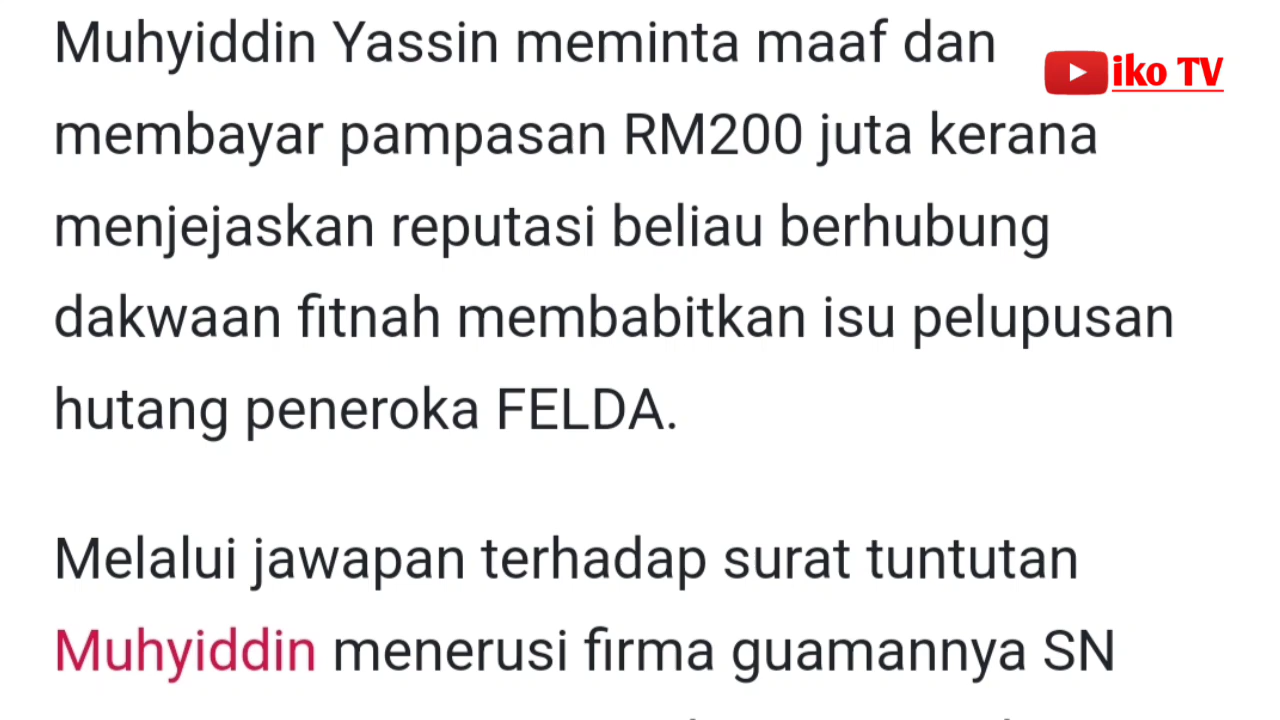 Muhyiddin Yassin meminta maaf dan
iko TV
membayar pampasan RM200 juta kerana
menjejaskan reputasi beliau berhubung
dakwaan fitnah membabitkan isu pelupusan
hutang peneroka FELDA.
Melalui jawapan terhadap surat tuntutan
Muhyiddin menerusi firma guamannya SN